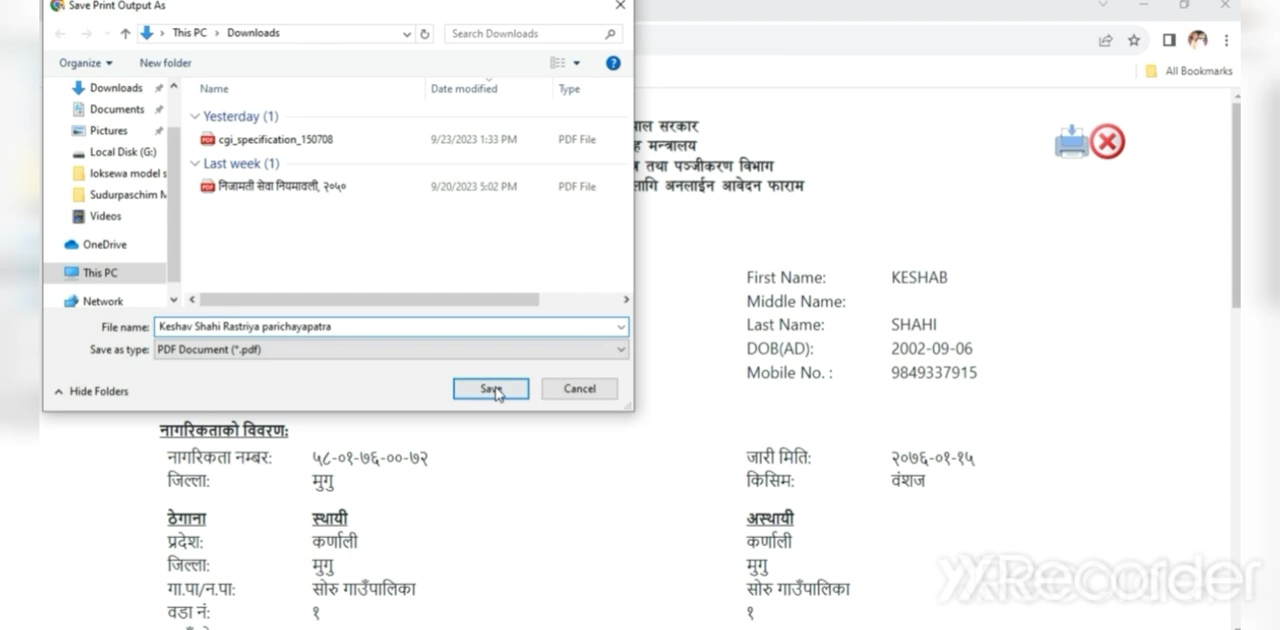 Save Print Output As
This PC > Downloads
Search Downloads
Organize
New folder
Downloads
Documents
Pictures
Local Disk (G:)
loksewa model s
Sudurpaschim M
Videos
OneDrive
This PC
Network
Name
Date modified
Type
Yesterday (1)
cgi_specification_150708
9/23/2023 1:33 PM
PDF File
Last week (1)
निजामती सेवा नियमावली, २०५०
9/20/2023 5:02 PM
PDF File
File name: Keshav Shahi Rastriya parichayapatra
Save as type: PDF Document (*.pdf)
Hide Folders
Save
Cancel
All Bookmarks
सरकार
मन्त्रालय
तथा पञ्जीकरण विभाग
लागि अनलाईन आवेदन फाराम
First Name: KESHAB
Middle Name:
Last Name: SHAHI
DOB(AD): 2002-09-06
Mobile No. : 9849337915
नागरिकताको विवरण:
नागरिकता नम्बर: ५८-०१-७६-००-७२
जारी मिति: २०७६-०१-१५
जिल्ला: मुगु
किसिम: वंशज
ठेगाना स्थायी अस्थायी
प्रदेश: कर्णाली कर्णाली
जिल्ला: मुगु मुगु
गा.पा/न.पा: सोरु गाउँपालिका सोरु गाउँपालिका
वडा नं: १ १
XRecorder